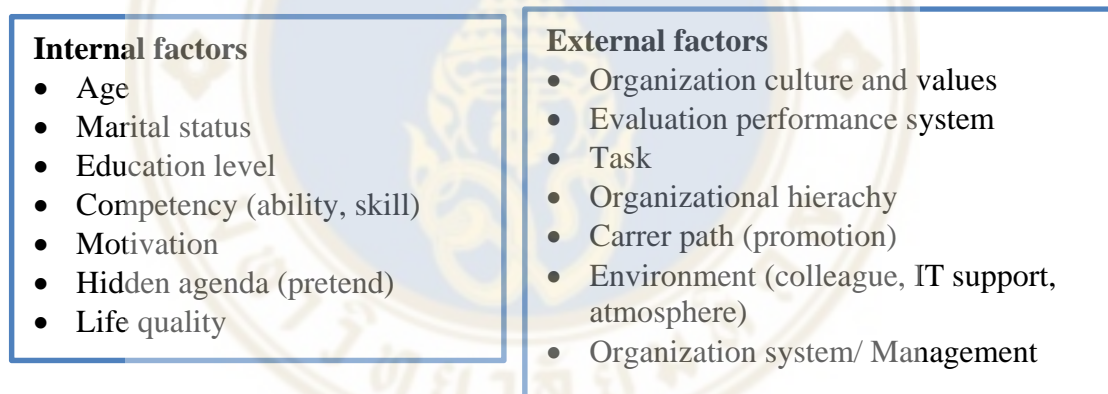 Internal factors
• Age
• Marital status
• Education level
• Competency (ability, skill)
• Motivation
• Hidden agenda (pretend)
• Life quality
External factors
• Organization culture and values
• Evaluation performance system
• Task
• Organizational hierachy
• Carrer path (promotion)
• Environment (colleague, IT support,
atmosphere)
• Organization system/ Management